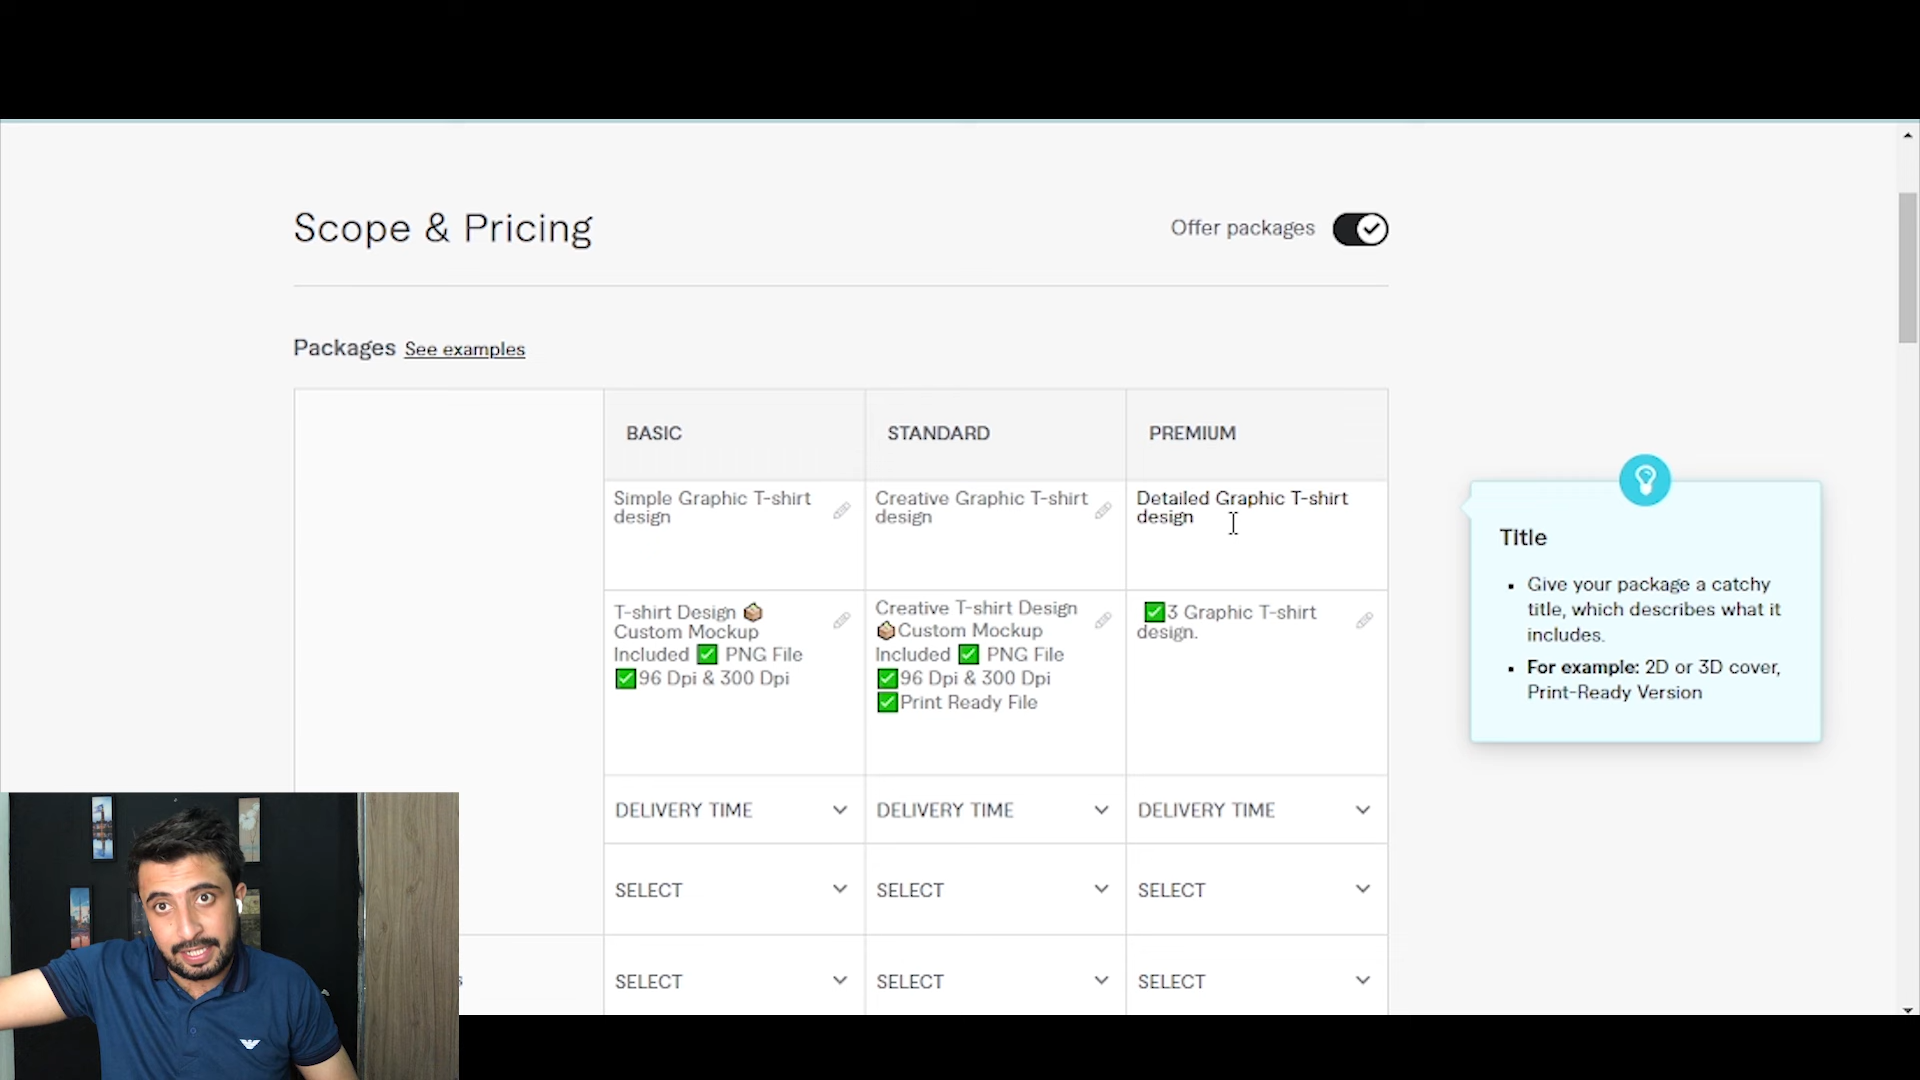 Scope & Pricing
Offer packages
Packages See examples
BASIC
STANDARD
PREMIUM
Simple Graphic T-shirt
design
Creative Graphic T-shirt
design
Detailed Graphic T-shirt
design
T-shirt Design 📦
Custom Mockup
Included ✅ PNG File
✅96 Dpi & 300 Dpi
Creative T-shirt Design
📦Custom Mockup
Included ✅ PNG File
✅96 Dpi & 300 Dpi
✅Print Ready File
✅3 Graphic T-shirt
design.
DELIVERY TIME
DELIVERY TIME
DELIVERY TIME
SELECT
SELECT
SELECT
SELECT
SELECT
SELECT
Title
Give your package a catchy
title, which describes what it
includes.
For example: 2D or 3D cover,
Print-Ready Version